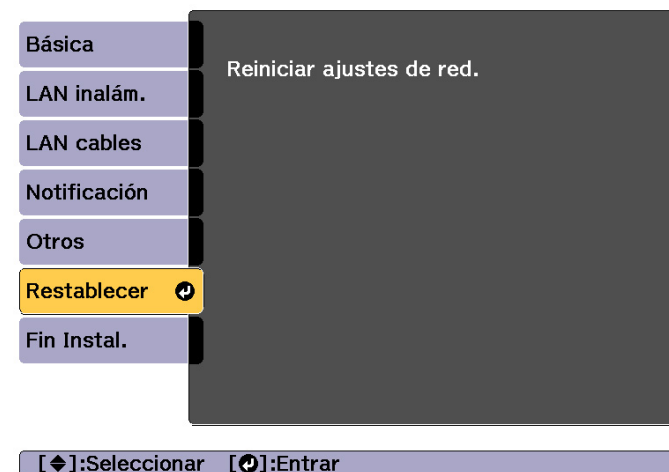 Básica
Reiniciar ajustes de red.
LAN inalám.
LAN cables
Notificación
Otros
Restablecer
Fin Instal.
[◆]:Seleccionar [↵]:Entrar